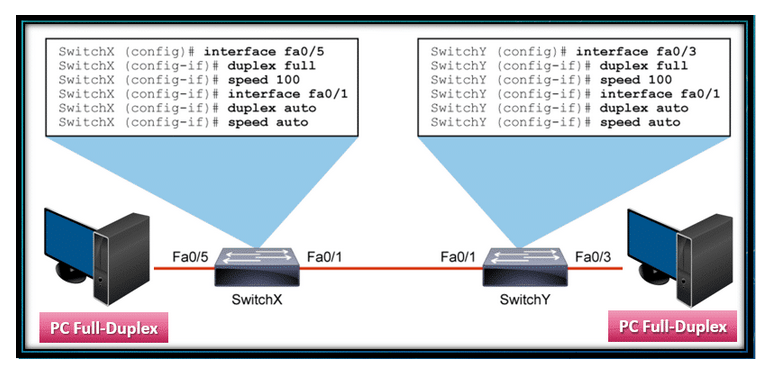 SwitchX (config)# interface fa0/5
SwitchX (config-if)# duplex full
SwitchX (config-if)# speed 100
SwitchX (config-if)# interface fa0/1
SwitchX (config-if)# duplex auto
SwitchX (config-if)# speed auto
SwitchY (config)# interface fa0/3
SwitchY (config-if)# duplex full
SwitchY (config-if)# speed 100
SwitchY (config-if)# interface fa0/1
SwitchY (config-if)# duplex auto
SwitchY (config-if)# speed auto
Fa0/5
Fa0/1
Fa0/1
Fa0/3
SwitchX
SwitchY
PC Full-Duplex
PC Full-Duplex